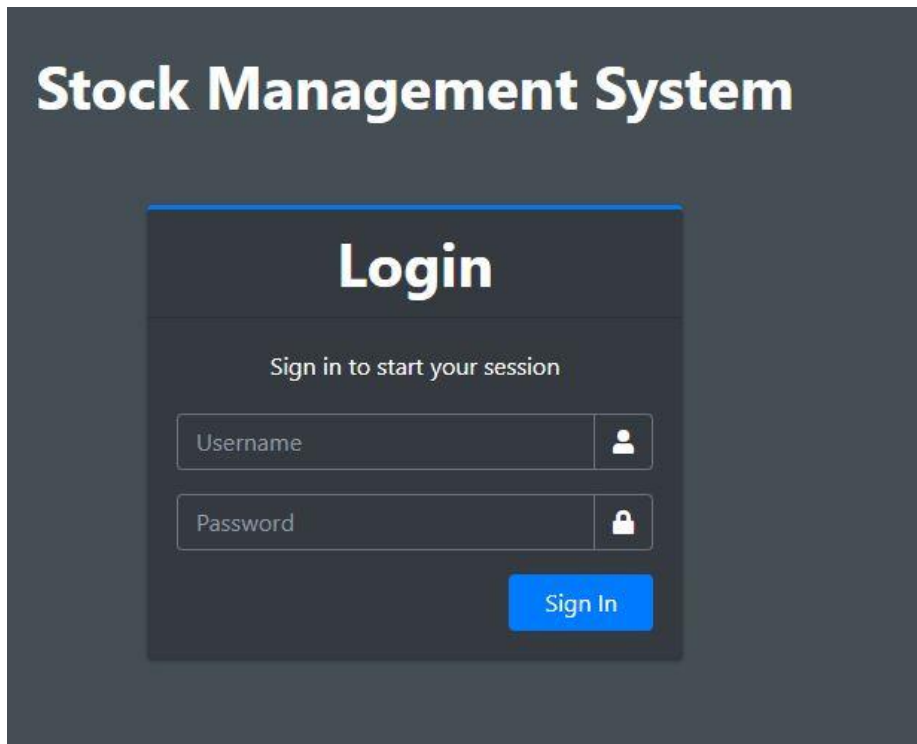 Stock Management System
Login
Sign in to start your session
Username
Password
Sign In